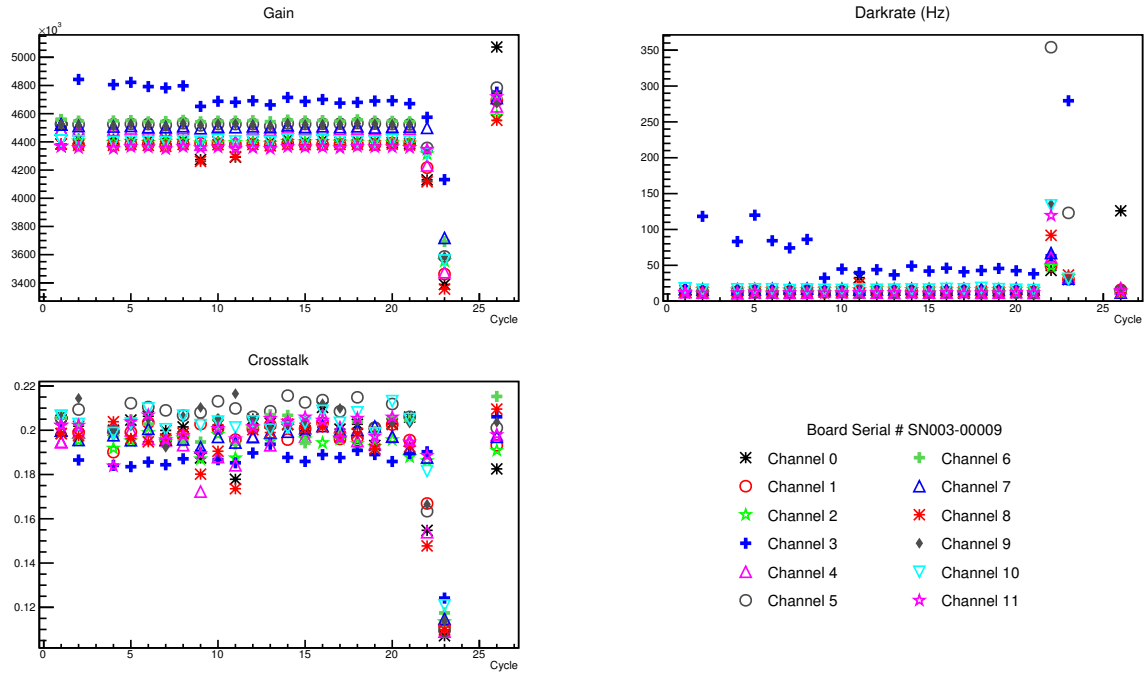 Gain
×10³
5000
4800
4600
4400
4200
4000
3800
3600
3400
0 5 10 15 20 25
Cycle
Darkrate (Hz)
350
300
250
200
150
100
50
0
0 5 10 15 20 25
Cycle
Crosstalk
0.22
0.2
0.18
0.16
0.14
0.12
0 5 10 15 20 25
Cycle
Board Serial # SN003-00009
Channel 0 Channel 6
Channel 1 Channel 7
Channel 2 Channel 8
Channel 3 Channel 9
Channel 4 Channel 10
Channel 5 Channel 11